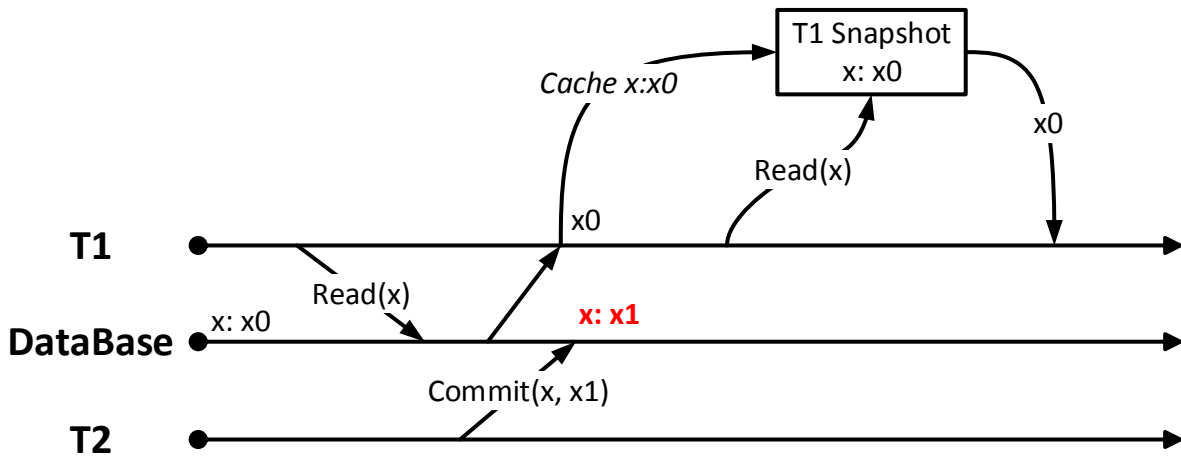 T1 Snapshot
x: x0
Cache x:x0
x0
Read(x)
x0
T1
Read(x)
x: x0
x: x1
DataBase
Commit(x, x1)
T2